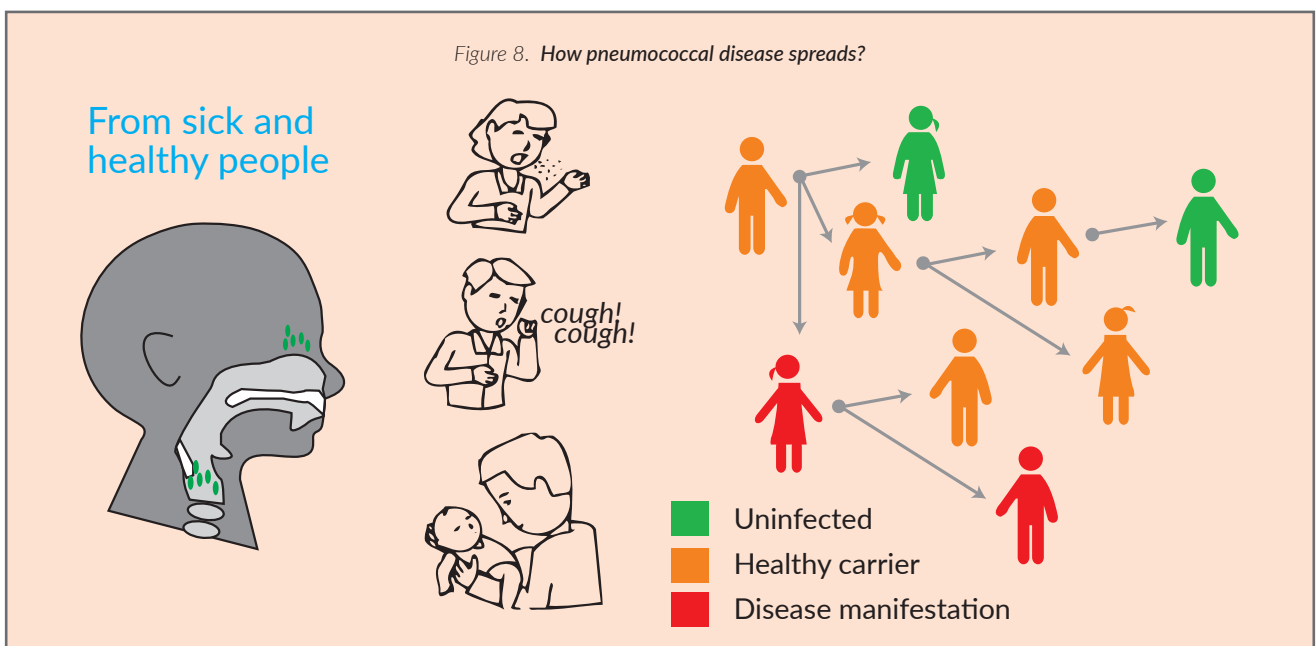 Figure 8. How pneumococcal disease spreads?
From sick and
healthy people
cough!
cough!
Uninfected
Healthy carrier
Disease manifestation